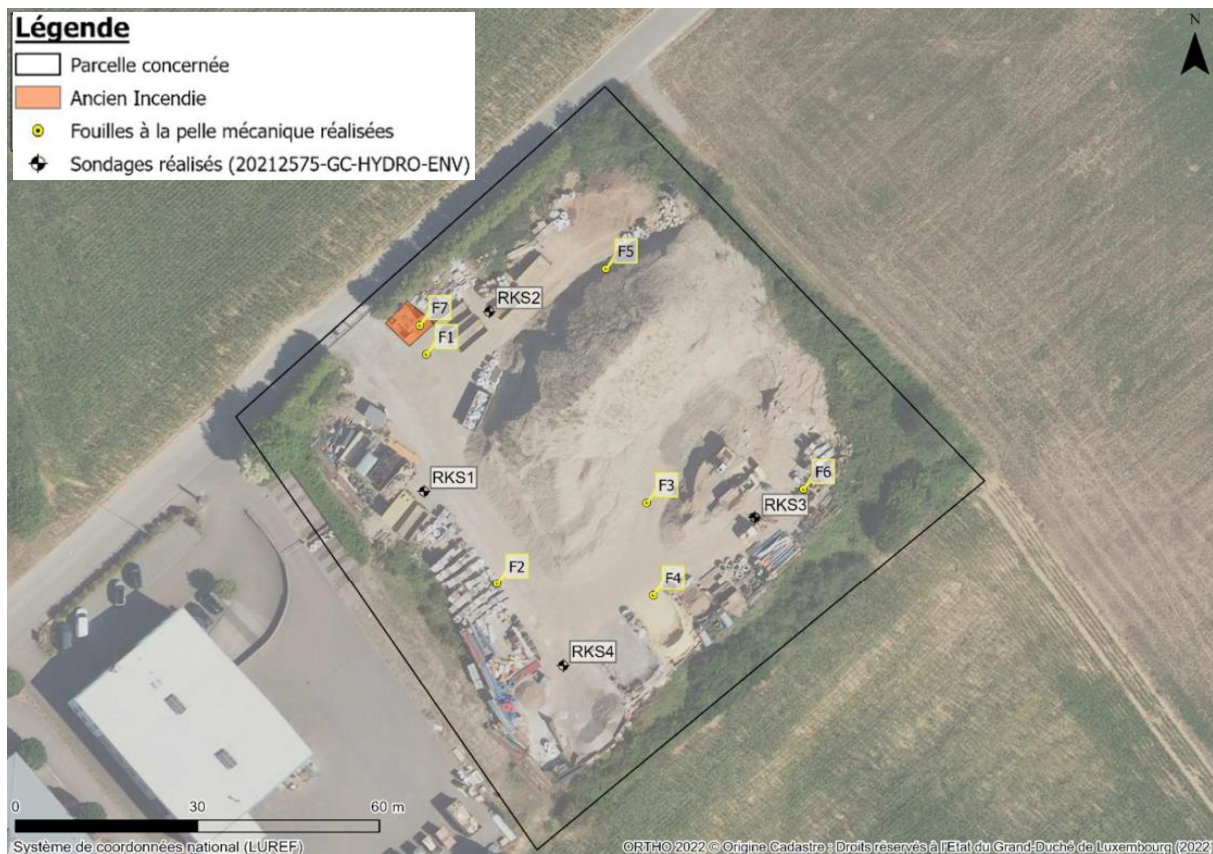 Légende
Parcelle concernée
Ancien Incendie
Fouilles à la pelle mécanique réalisées
Sondages réalisés (20212575-GC-HYDRO-ENV)
N
F5
RKS2
F7
F1
RKS1
F3
F6
RKS3
F2
F4
RKS4
0 30 60 m
Système de coordonnées national (LUREF)
ORTHO 2022 © Origine Cadastre : Droits réservés à l'Etat du Grand-Duché de Luxembourg (2022